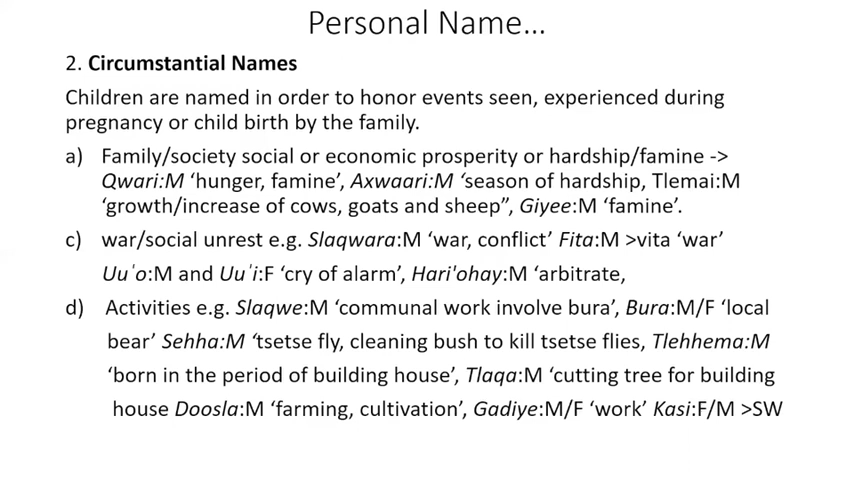 Personal Name…
2. Circumstantial Names
Children are named in order to honor events seen, experienced during
pregnancy or child birth by the family.
a) Family/society social or economic prosperity or hardship/famine ->
Qwari:M ‘hunger, famine’, Axwaari:M ‘season of hardship, Tlemai:M
‘growth/increase of cows, goats and sheep”, Giyee:M ‘famine’.
c) war/social unrest e.g. Slaqwara:M ‘war, conflict’ Fita:M >vita ‘war’
Uuˈo:M and Uuˈi:F ‘cry of alarm’, Hari'ohay:M ‘arbitrate,
d) Activities e.g. Slaqwe:M ‘communal work involve bura’, Bura:M/F ‘local
bear’ Sehha:M ‘tsetse fly, cleaning bush to kill tsetse flies, Tlehhema:M
‘born in the period of building house’, Tlaqa:M ‘cutting tree for building
house Doosla:M ‘farming, cultivation’, Gadiye:M/F ‘work’ Kasi:F/M >SW